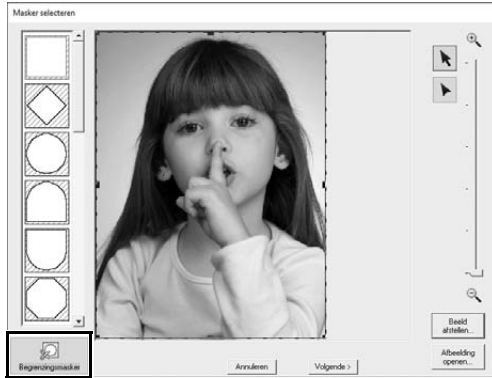 Masker selecteren
Beeld
afstellen...
Afbeelding
openen...
Begrenzingsmasker
Annuleren
Volgende >